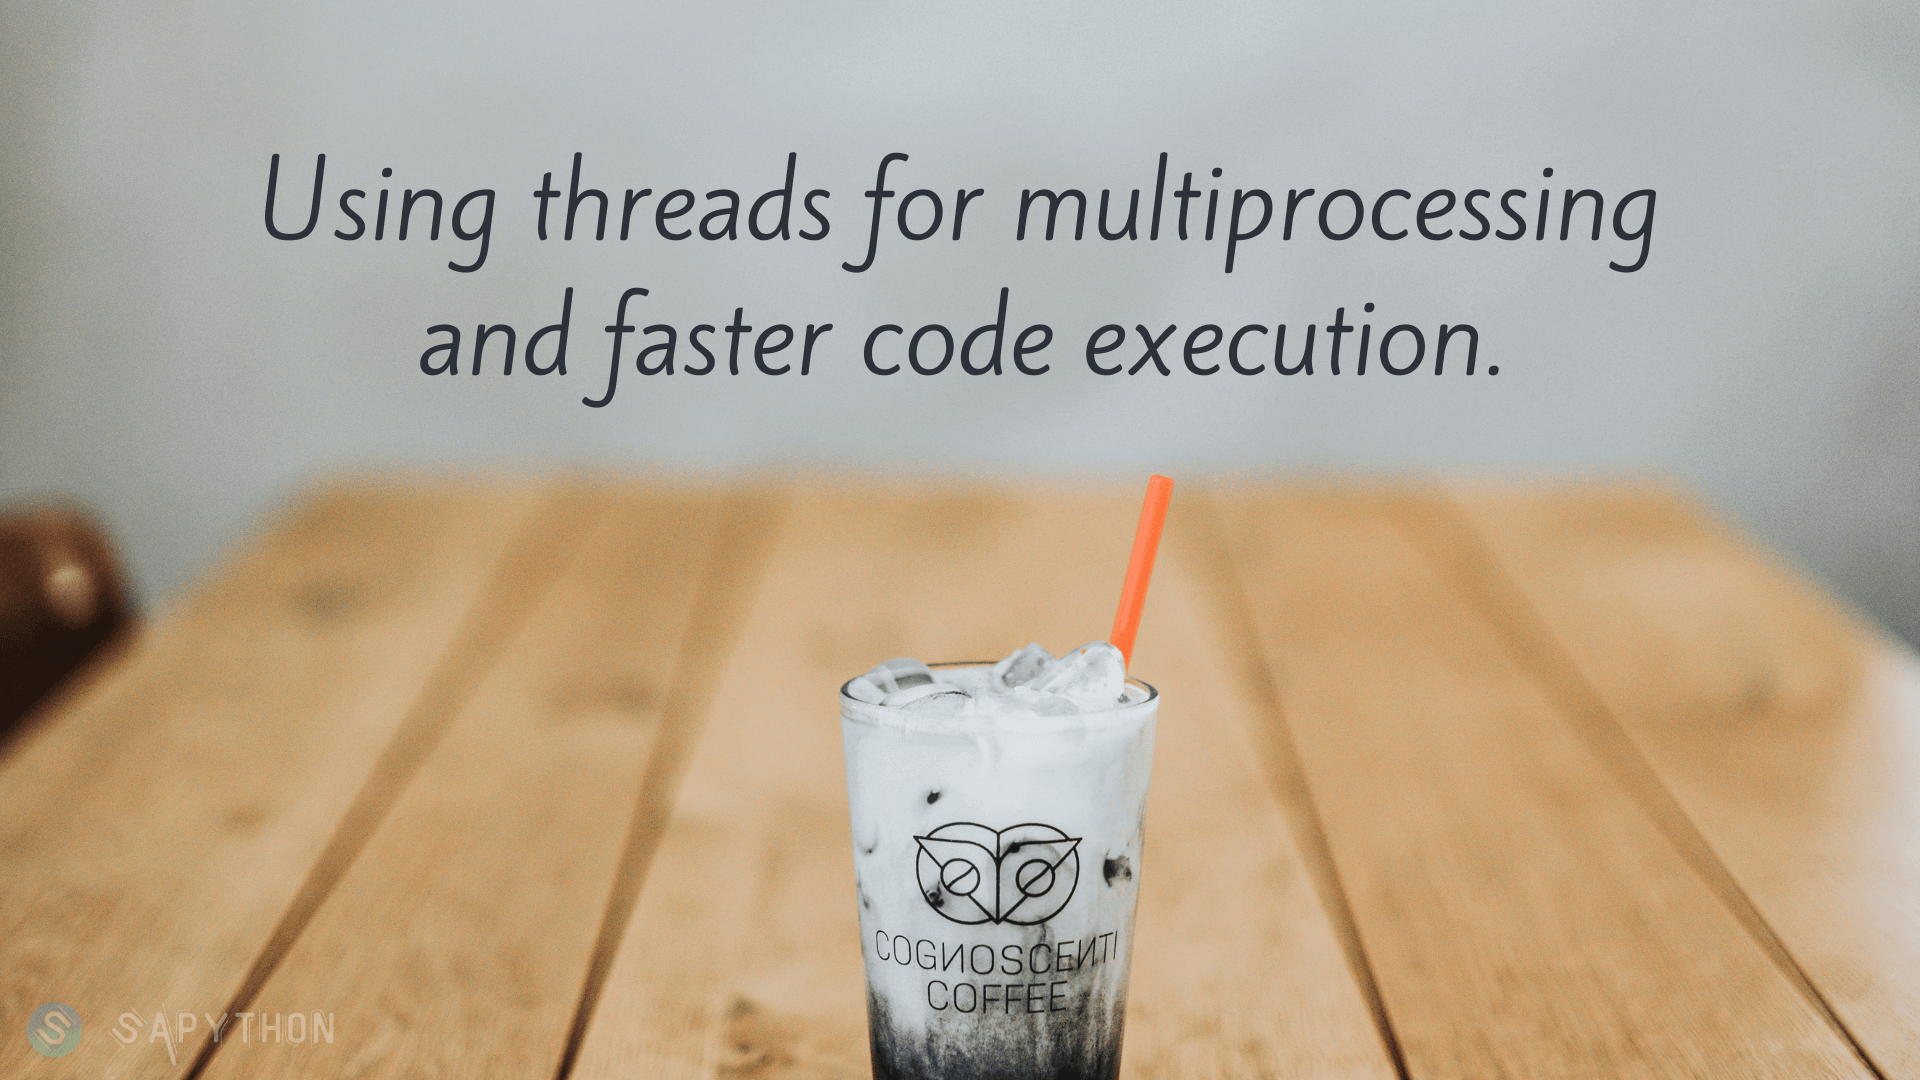 Using threads for multiprocessing
and faster code execution.
COGNOSCENTI
COFFEE
S SAPYTHON